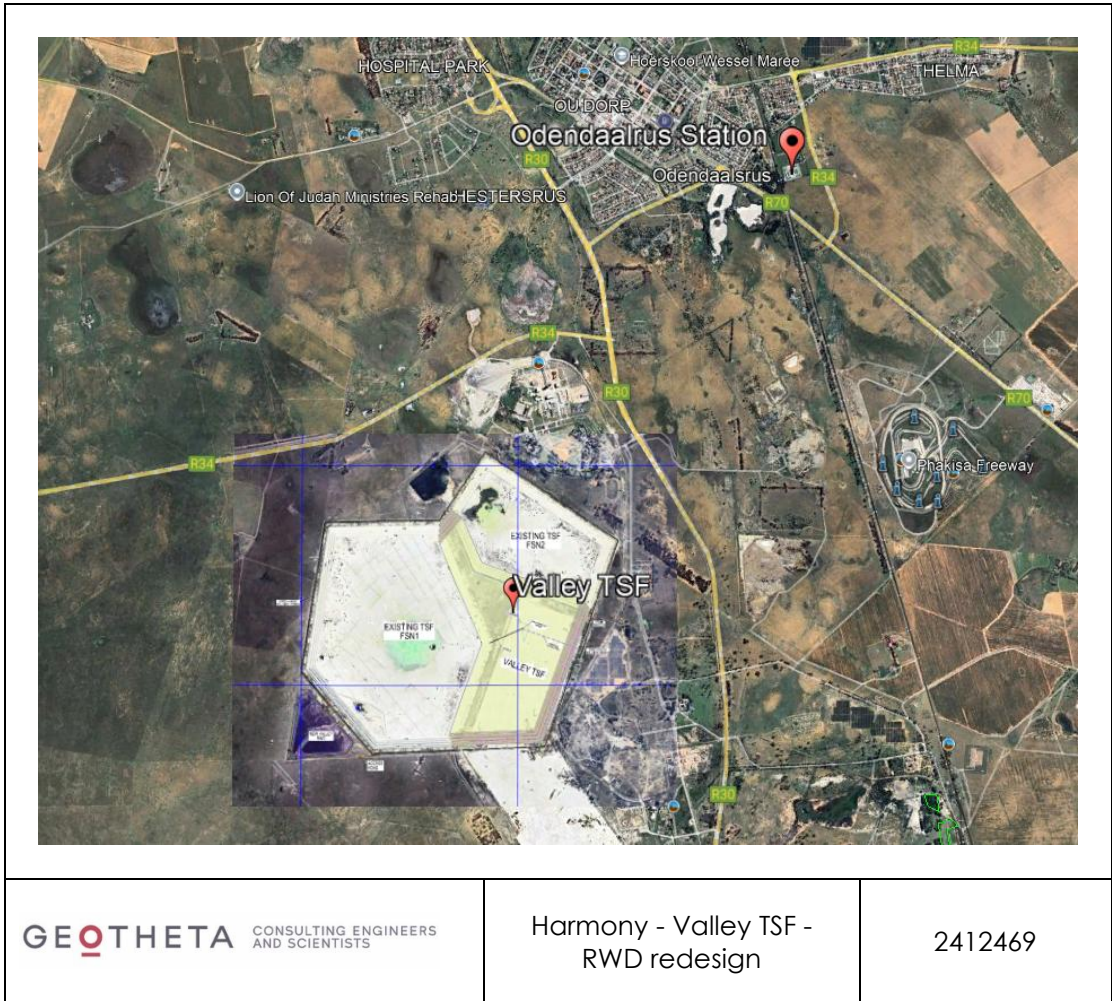 R34
Hoerskool Wessel Maree
HOSPITAL PARK
THELMA
OU DORP
Odendaalrus Station
R30
Odendaalsrus
R34
Lion Of Judah Ministries Rehab
HESTERSRUS
R70
R34
R30
R70
R34
Phakisa Freeway
EXISTING TSF
FSN2
Valley TSF
EXISTING TSF
FSN1
VALLEY TSF
R30
GEOTHETA
CONSULTING ENGINEERS
AND SCIENTISTS
Harmony - Valley TSF -
RWD redesign
2412469